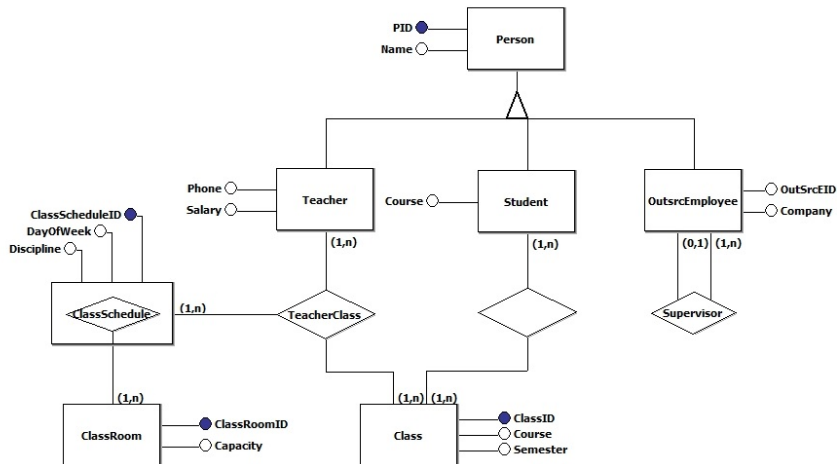 Person
PID
Name
Teacher
Phone
Salary
Student
Course
OutsrcEmployee
OutSrcEID
Company
ClassScheduleID
DayOfWeek
Discipline
(1,n)
(1,n)
(0,1) (1,n)
ClassSchedule
(1,n)
TeacherClass
Supervisor
(1,n)
(1,n) (1,n)
ClassRoom
ClassRoomID
Capacity
Class
ClassID
Course
Semester